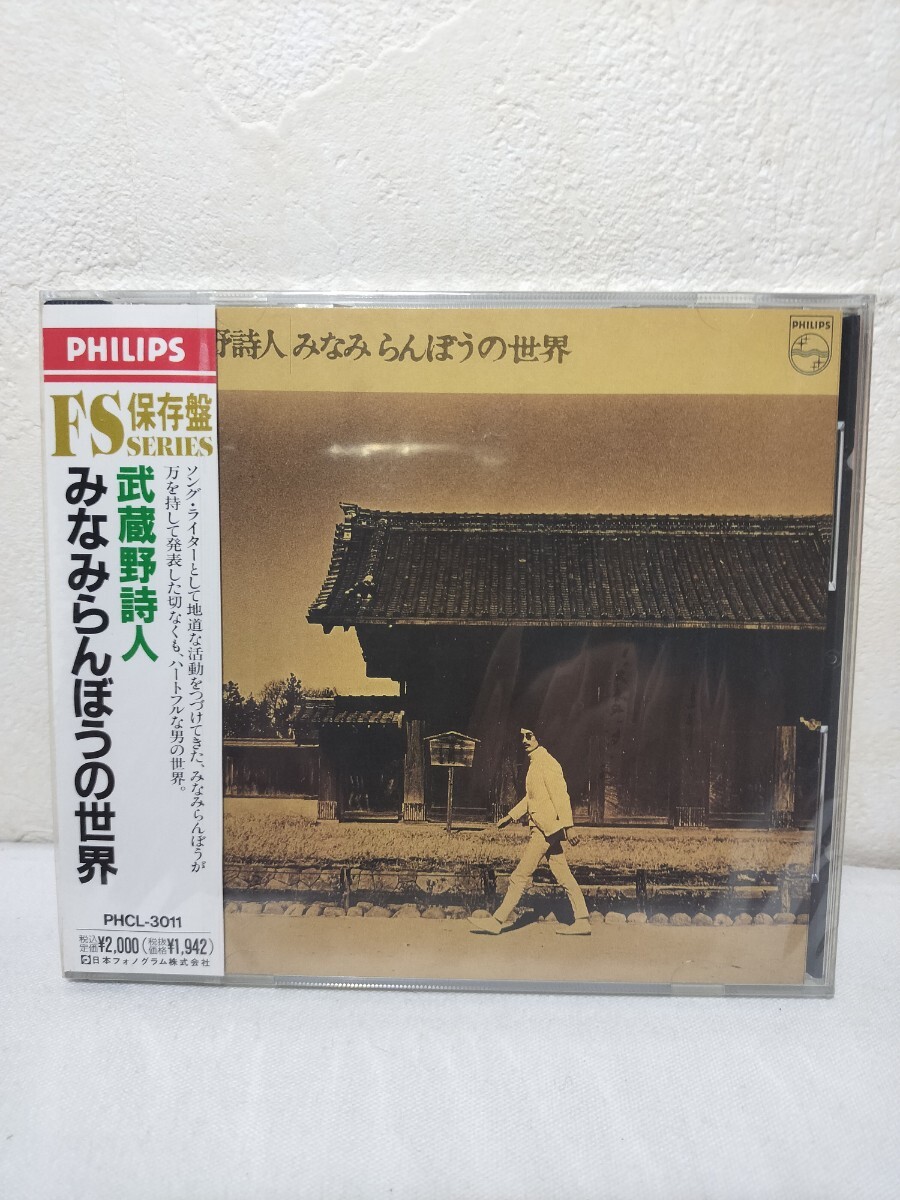 PHILIPS
FS保存盤
SERIES
武蔵野詩人
みなみらんぼうの世界
ソング・ライターとして地道な活動をつづけてきた、みなみらんぼうが
万を持して発表した切なくも、ハートフルな男の世界。
PHCL-3011
税込定価¥2,000(税抜価格¥1,942)
日本フォノグラム株式会社
野詩人 みなみらんぼうの世界
PHILIPS